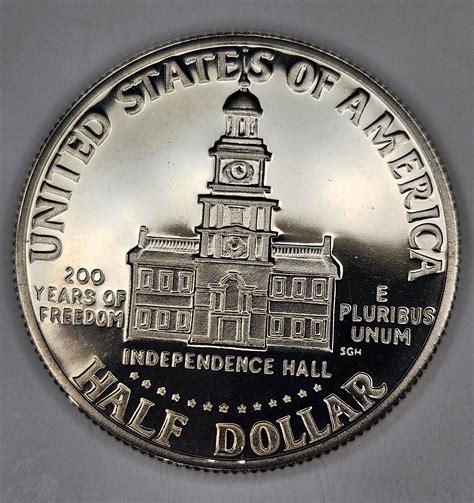 UNITED STATES OF AMERICA
200
YEARS OF
FREEDOM
E
PLURIBUS
UNUM
SGH
INDEPENDENCE HALL
HALF DOLLAR